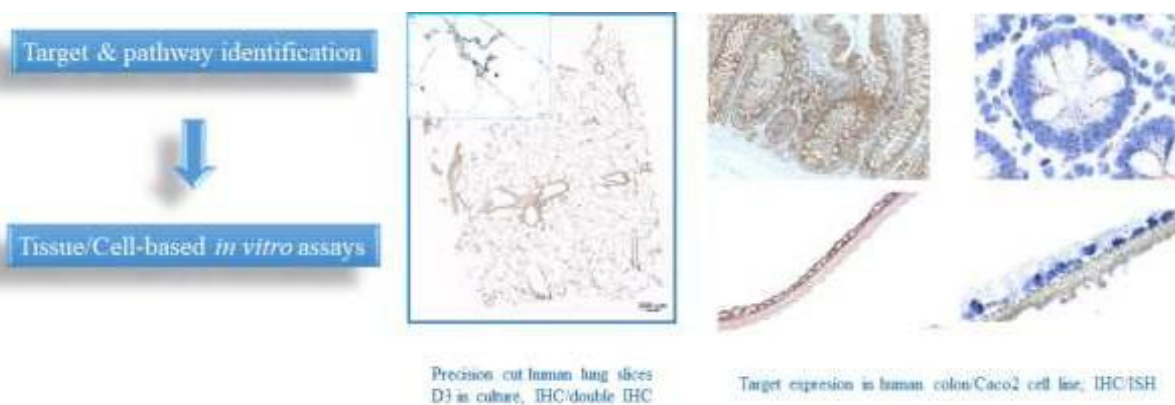 Target & pathway identification
Tissue/Cell-based in vitro assays
Precision cut human lung slices
D3 in culture, IHC/double IHC
Target expresion in human colon/Caco2 cell line, IHC/ISH